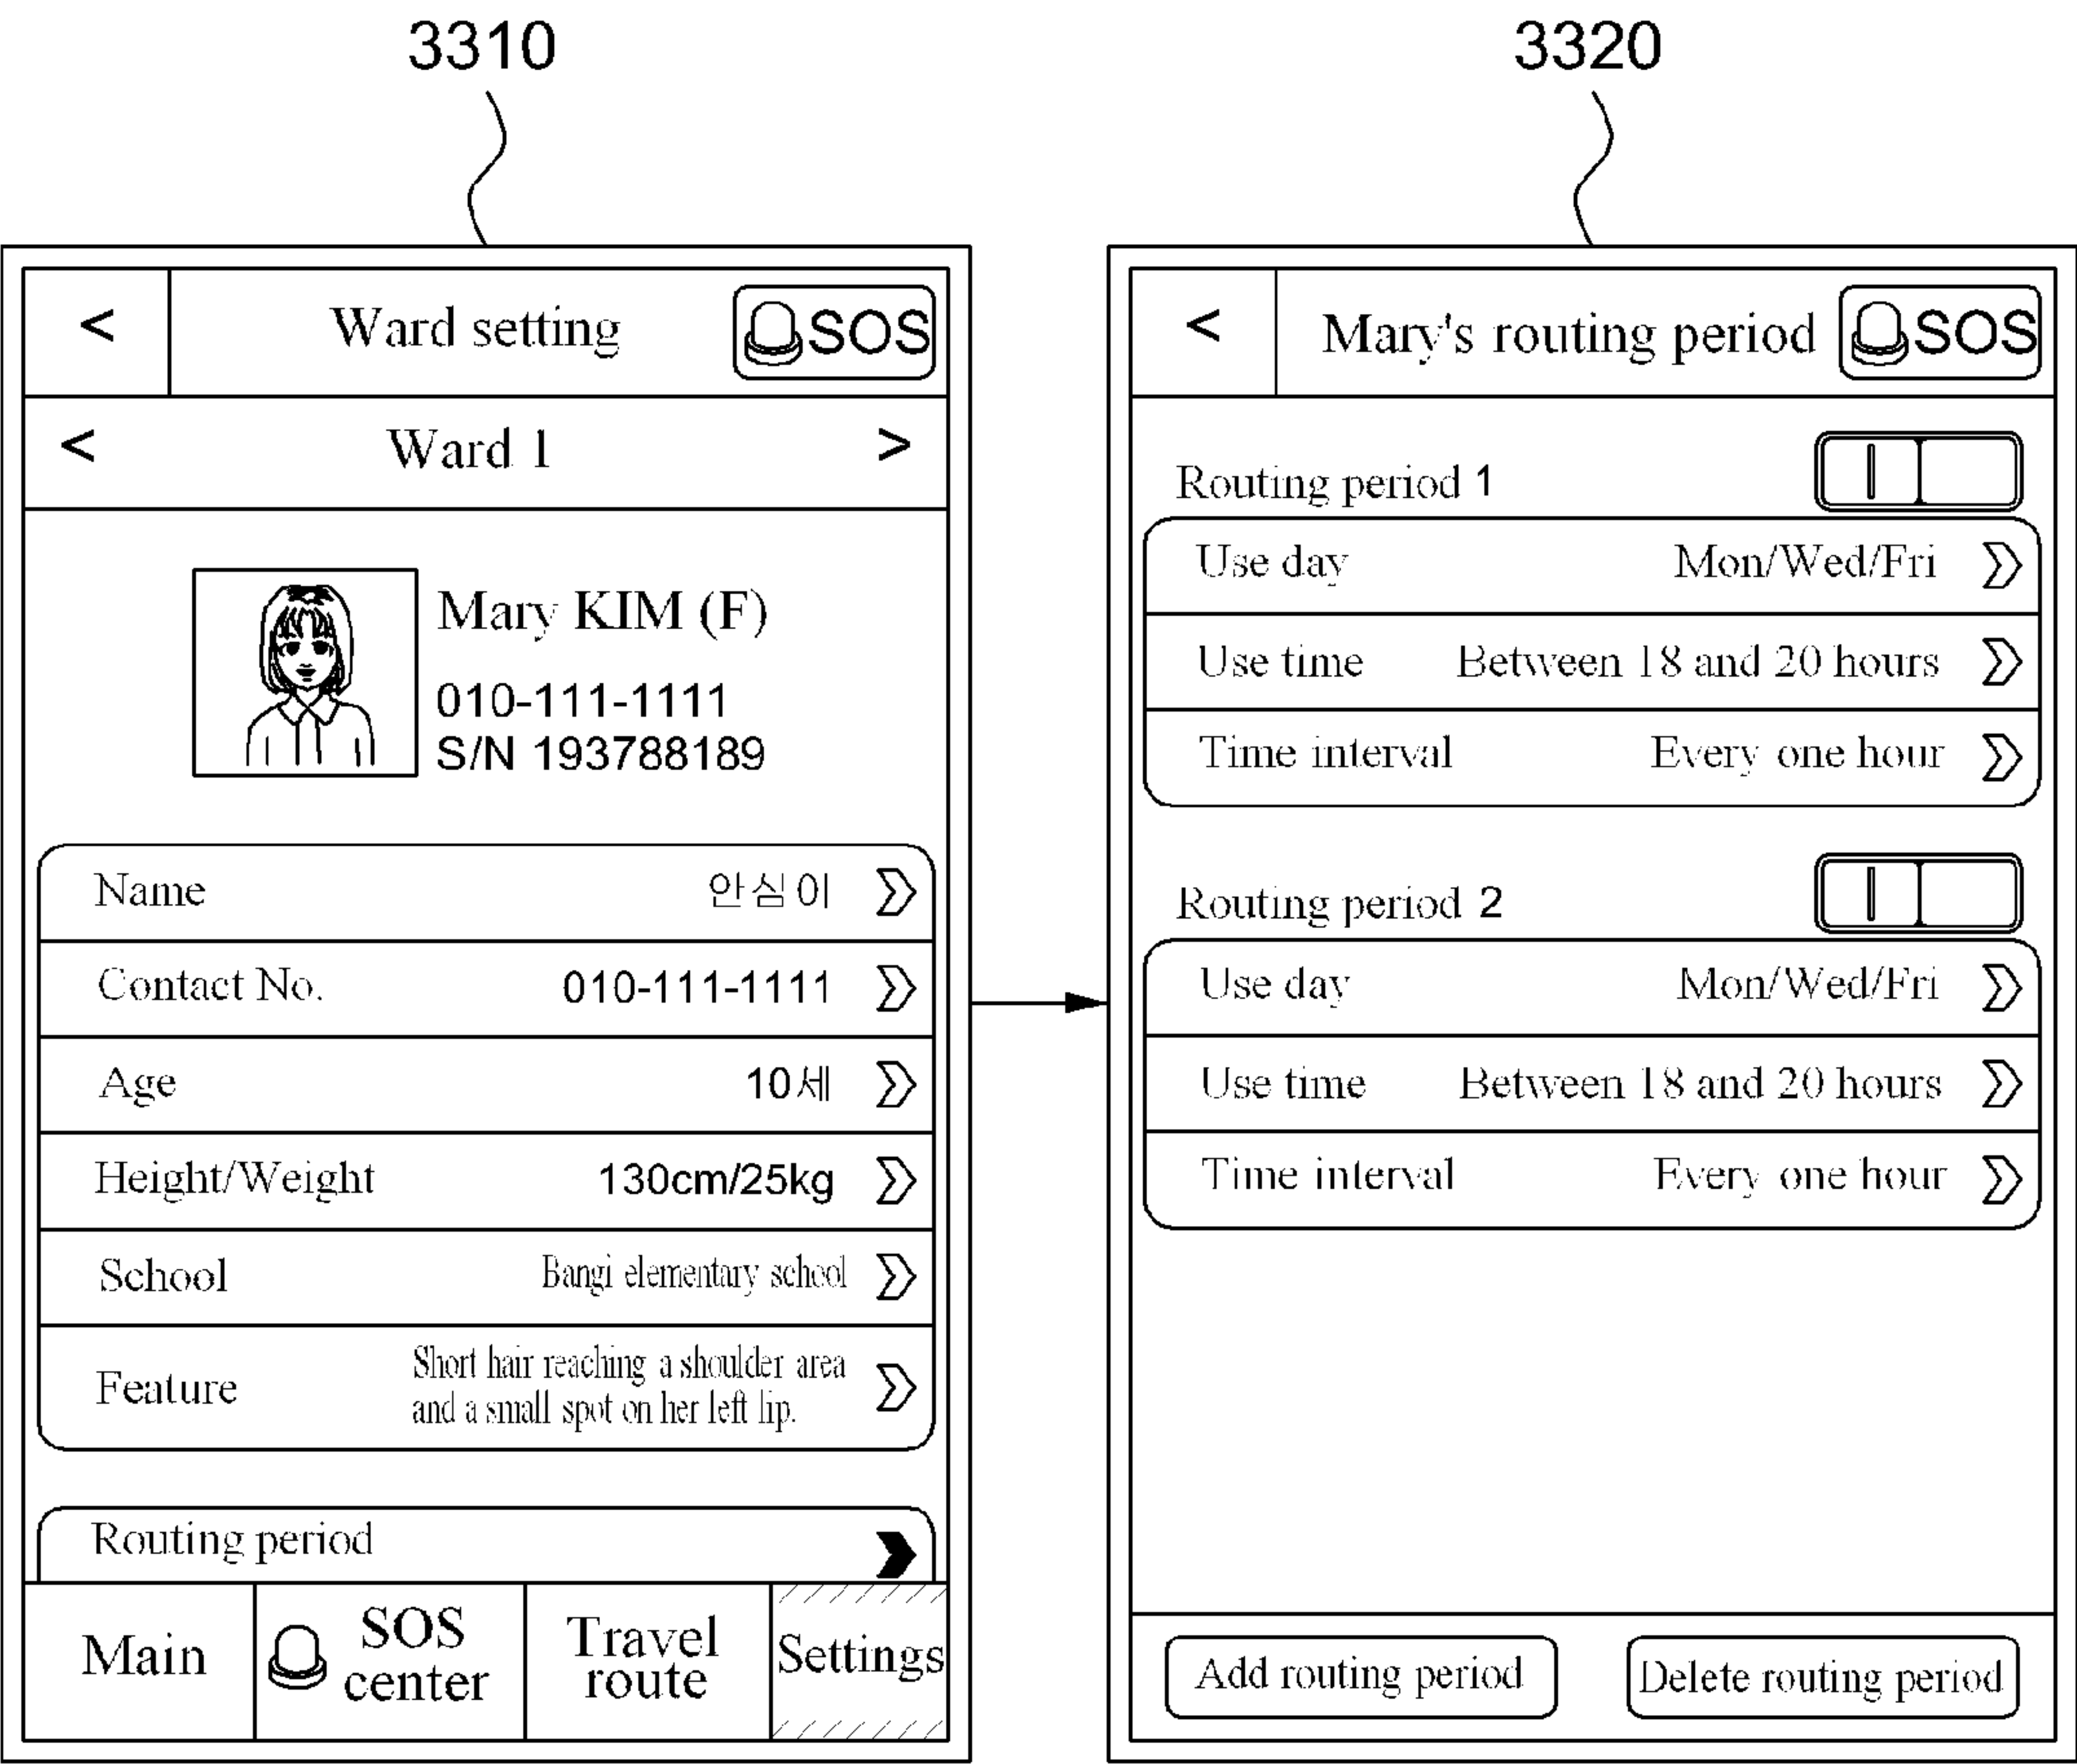 3310
< Ward setting SOS
< Ward 1 >
Mary KIM (F)
010-111-1111
S/N 193788189
Name 안심이
Contact No. 010-111-1111
Age 10세
Height/Weight 130cm/25kg
School Bangi elementary school
Feature Short hair reaching a shoulder area
and a small spot on her left lip.
Routing period
Main SOS center Travel route Settings
3320
< Mary's routing period SOS
Routing period 1
Use day Mon/Wed/Fri
Use time Between 18 and 20 hours
Time interval Every one hour
Routing period 2
Use day Mon/Wed/Fri
Use time Between 18 and 20 hours
Time interval Every one hour
Add routing period Delete routing period